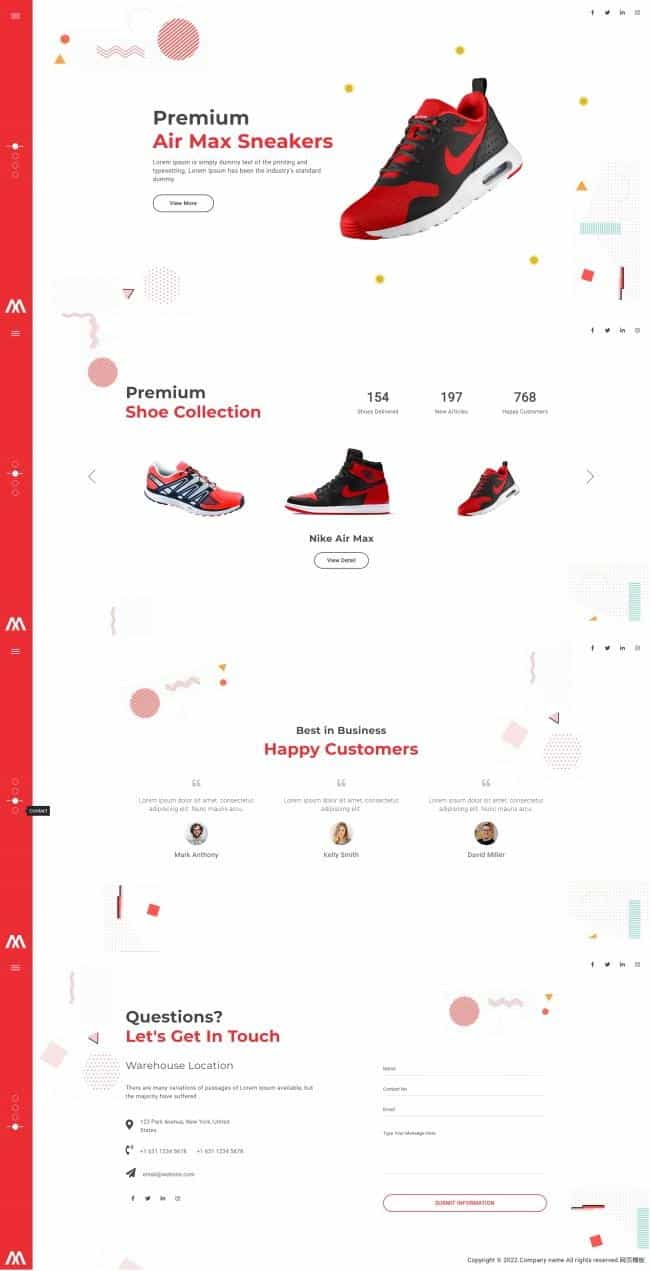 Premium
Air Max Sneakers
Lorem Ipsum is simply dummy text of the printing and
typesetting. Lorem Ipsum has been the industry's standard
dummy.
View More
Premium
Shoe Collection
154
197
768
Shoes Delivered
New Articles
Happy Customers
Nike Air Max
View Detail
Best in Business
Happy Customers
Lorem ipsum dolor sit amet, consectetur
adipiscing elit. Nunc mauris arcu.
Mark Anthony
Lorem ipsum dolor sit amet, consectetur
adipiscing elit.
Kelly Smith
Lorem ipsum dolor sit amet, consectetur
adipiscing elit. Nunc mauris arcu.
David Miller
Contact
Questions?
Let's Get In Touch
Warehouse Location
There are many variations of passages of Lorem Ipsum available, but
the majority have suffered
123 Park Avenue, New York, United
States
+1 631 1234 5678 +1 631 1234 5678
email@website.com
Name
Contact No
Email
Type Your Message Here
SUBMIT INFORMATION
Copyright © 2022.Company name All rights reserved.网页模板